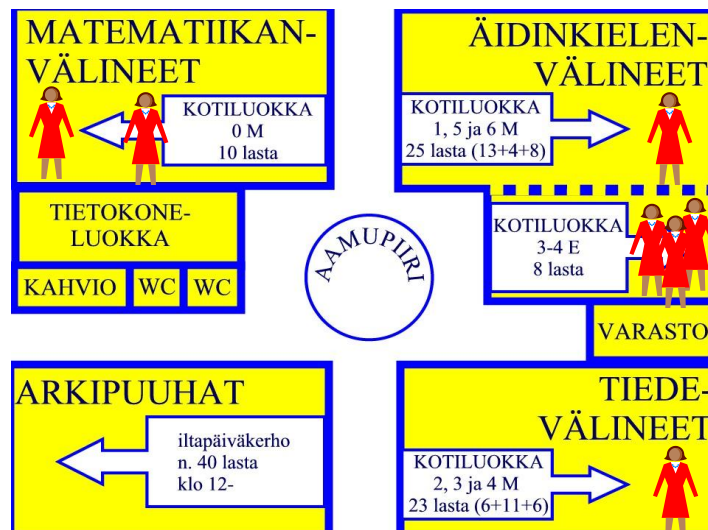 MATEMATIIKAN-
VÄLINEET
KOTILUOKKA
0 M
10 lasta
ÄIDINKIELEN-
VÄLINEET
KOTILUOKKA
1, 5 ja 6 M
25 lasta (13+4+8)
TIETOKONE-
LUOKKA
KAHVIO
WC
WC
AAMUPIIRI
KOTILUOKKA
3-4 E
8 lasta
VARASTO
ARKIPUUHAT
iltapäiväkerho
n. 40 lasta
klo 12-
TIEDE-
VÄLINEET
KOTILUOKKA
2, 3 ja 4 M
23 lasta (6+11+6)